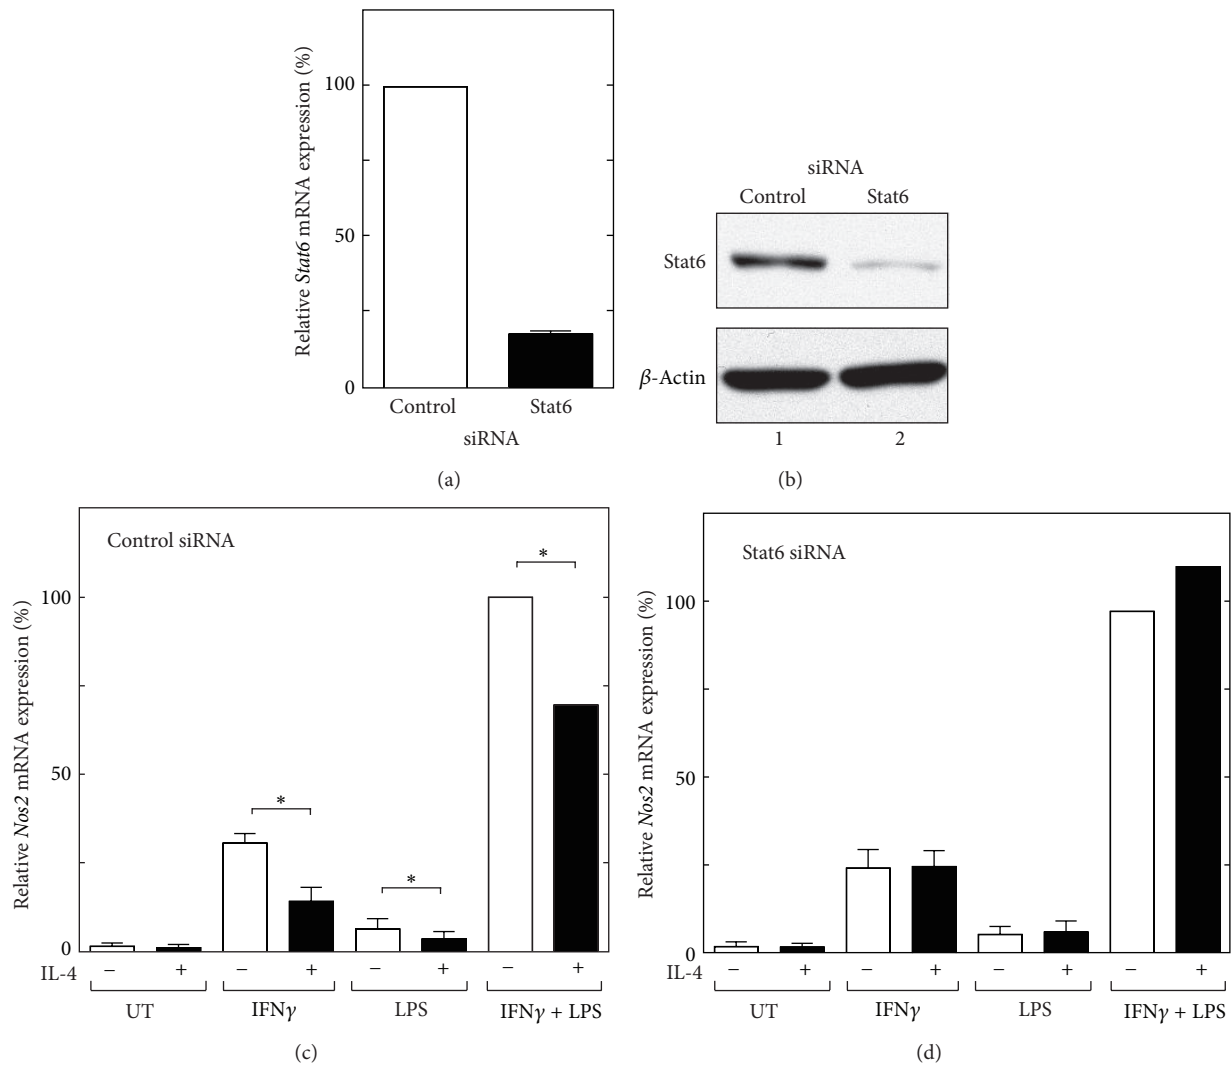 Relative Stat6 mRNA expression (%)
100
50
0
Control Stat6
siRNA
(a)
siRNA
Control Stat6
Stat6
β-Actin
1 2
(b)
Control siRNA
Relative Nos2 mRNA expression (%)
100
50
0
* * *
IL-4 − + − + − + − +
UT IFNγ LPS IFNγ + LPS
(c)
Stat6 siRNA
Relative Nos2 mRNA expression (%)
100
50
0
IL-4 − + − + − + − +
UT IFNγ LPS IFNγ + LPS
(d)